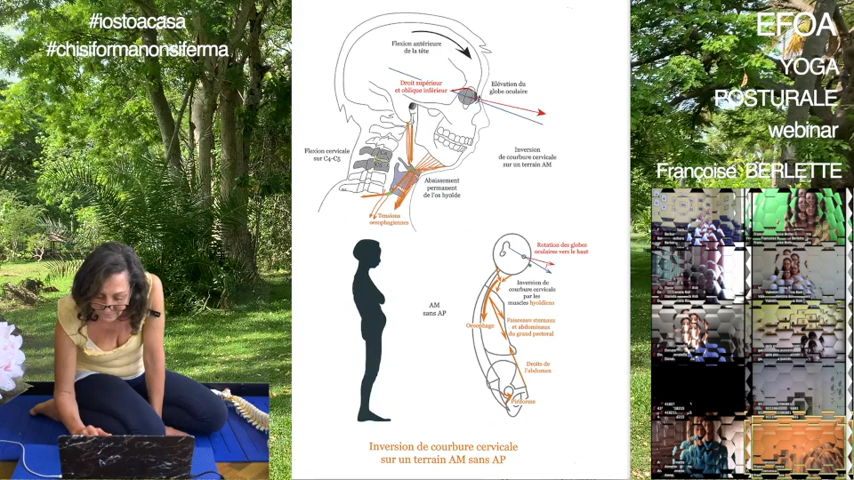 #iostoacasa
#chisiformanonsiferma
EFOA
YOGA
POSTURALE
webinar
Françoise BERLETTE
Flexion antérieure
de la tête
Droit supérieur
et oblique inférieur
Elévation du
globe oculaire
Flexion cervicale
sur C4-C5
Inversion
de courbure cervicale
sur un terrain AM
Abaissement
permanent
de l'os hyoïde
Tensions
oesophagiennes
Rotation des globes
oculaires vers le haut
AM
sans AP
Inversion de
courbure cervicale
par les
muscles hyoïdiens
Oesophage
Faisceaux sternaux
et abdominaux
du grand pectoral
Droits de
l'abdomen
Piriforme
Inversion de courbure cervicale
sur un terrain AM sans AP